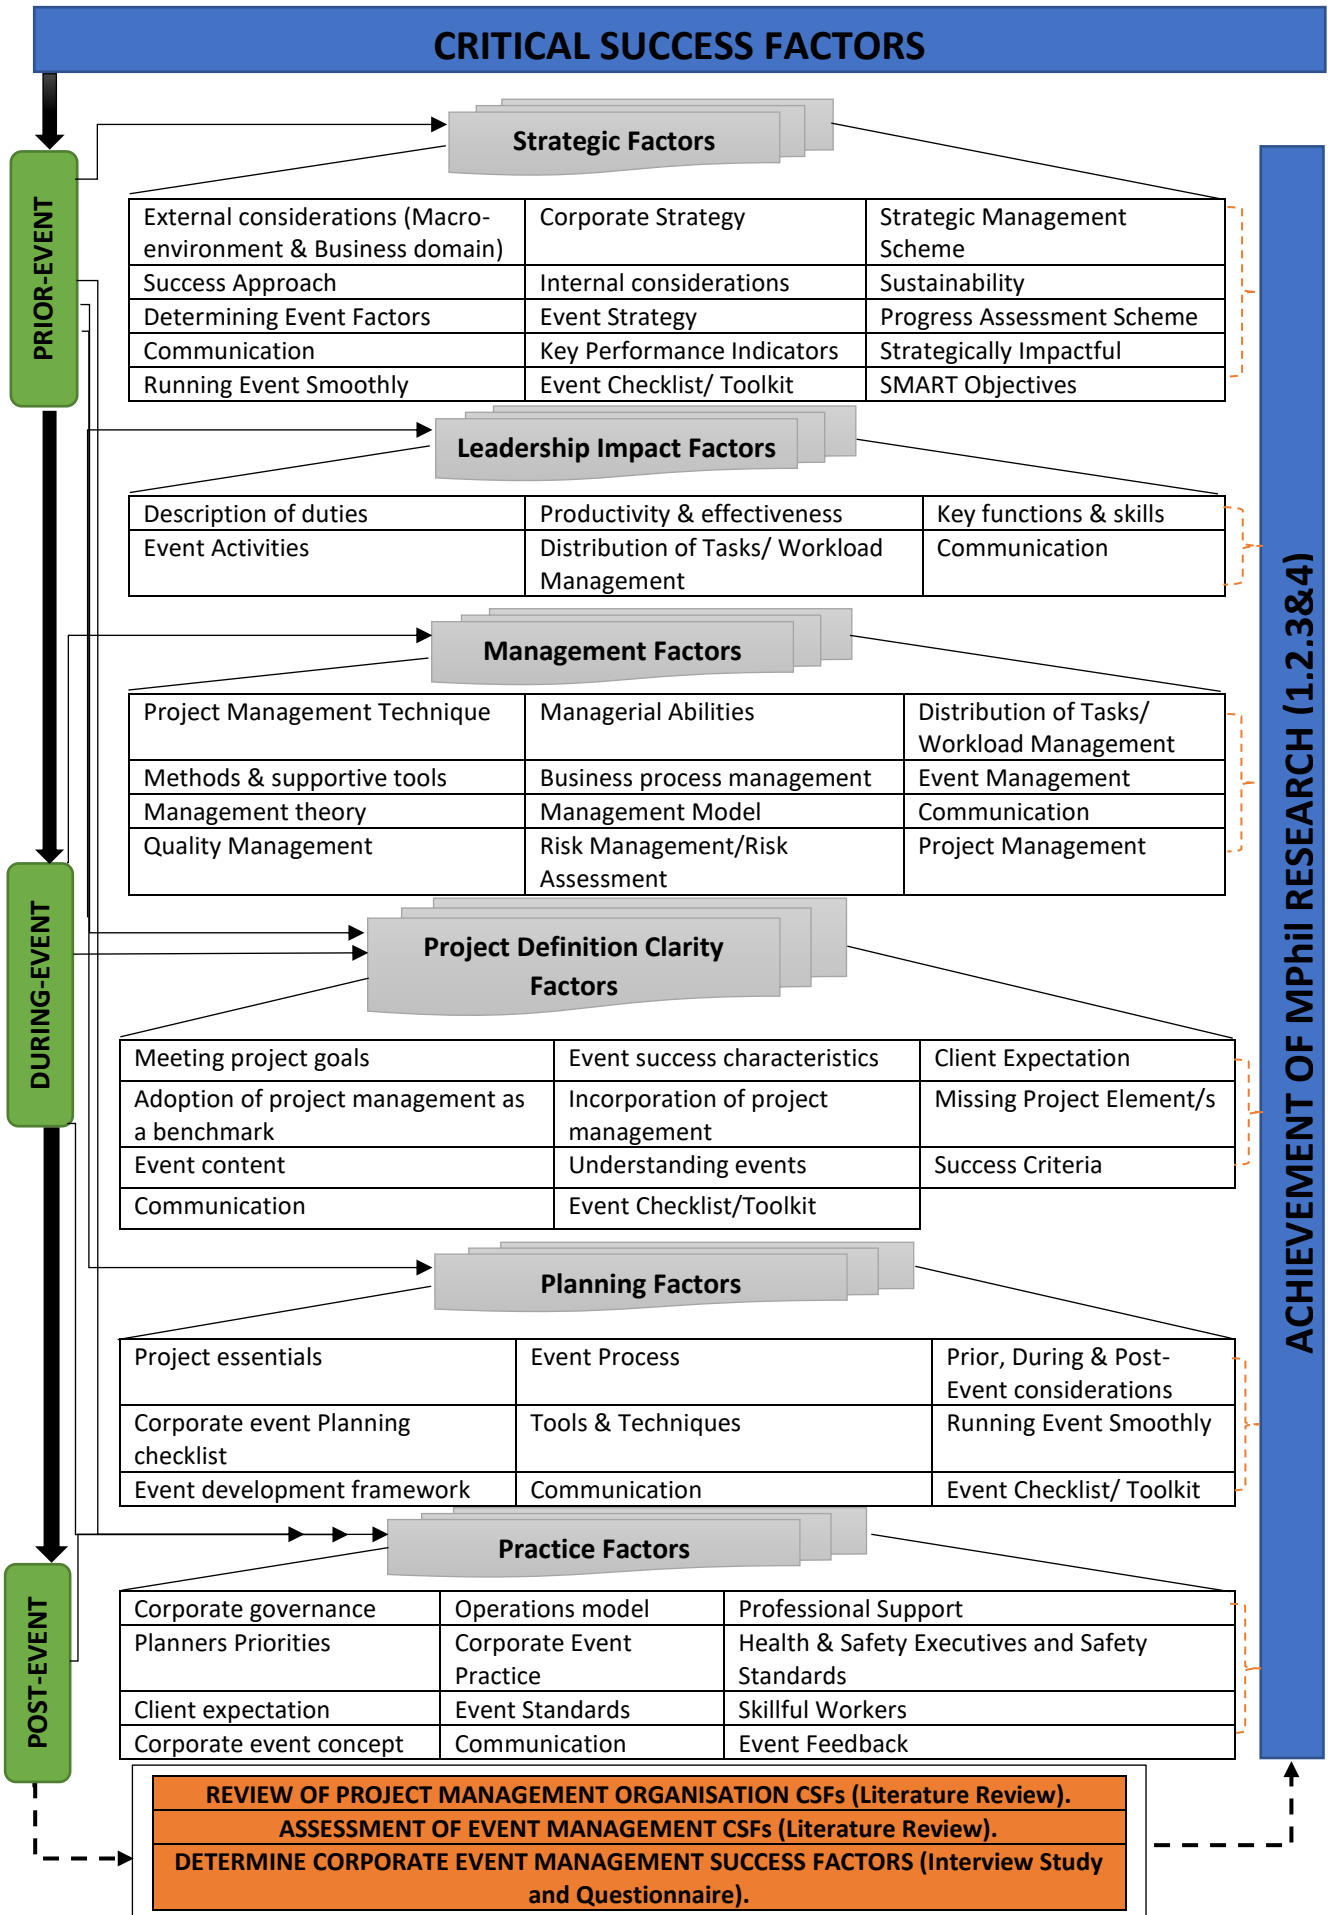 CRITICAL SUCCESS FACTORS
PRIOR-EVENT
Strategic Factors
External considerations (Macro-
environment & Business domain)
Corporate Strategy
Strategic Management
Scheme
Success Approach
Internal considerations
Sustainability
Determining Event Factors
Event Strategy
Progress Assessment Scheme
Communication
Key Performance Indicators
Strategically Impactful
Running Event Smoothly
Event Checklist/ Toolkit
SMART Objectives
Leadership Impact Factors
Description of duties
Productivity & effectiveness
Key functions & skills
Event Activities
Distribution of Tasks/ Workload
Management
Communication
Management Factors
Project Management Technique
Managerial Abilities
Distribution of Tasks/
Workload Management
Methods & supportive tools
Business process management
Event Management
Management theory
Management Model
Communication
Quality Management
Risk Management/Risk
Assessment
Project Management
DURING-EVENT
Project Definition Clarity
Factors
Meeting project goals
Event success characteristics
Client Expectation
Adoption of project management as
a benchmark
Incorporation of project
management
Missing Project Element/s
Event content
Understanding events
Success Criteria
Communication
Event Checklist/Toolkit
Planning Factors
Project essentials
Event Process
Prior, During & Post-
Event considerations
Corporate event Planning
checklist
Tools & Techniques
Running Event Smoothly
Event development framework
Communication
Event Checklist/ Toolkit
Practice Factors
POST-EVENT
Corporate governance
Operations model
Professional Support
Planners Priorities
Corporate Event
Practice
Health & Safety Executives and Safety
Standards
Client expectation
Event Standards
Skillful Workers
Corporate event concept
Communication
Event Feedback
ACHIEVEMENT OF MPhil RESEARCH (1.2.3&4)
REVIEW OF PROJECT MANAGEMENT ORGANISATION CSFs (Literature Review).
ASSESSMENT OF EVENT MANAGEMENT CSFs (Literature Review).
DETERMINE CORPORATE EVENT MANAGEMENT SUCCESS FACTORS (Interview Study
and Questionnaire).